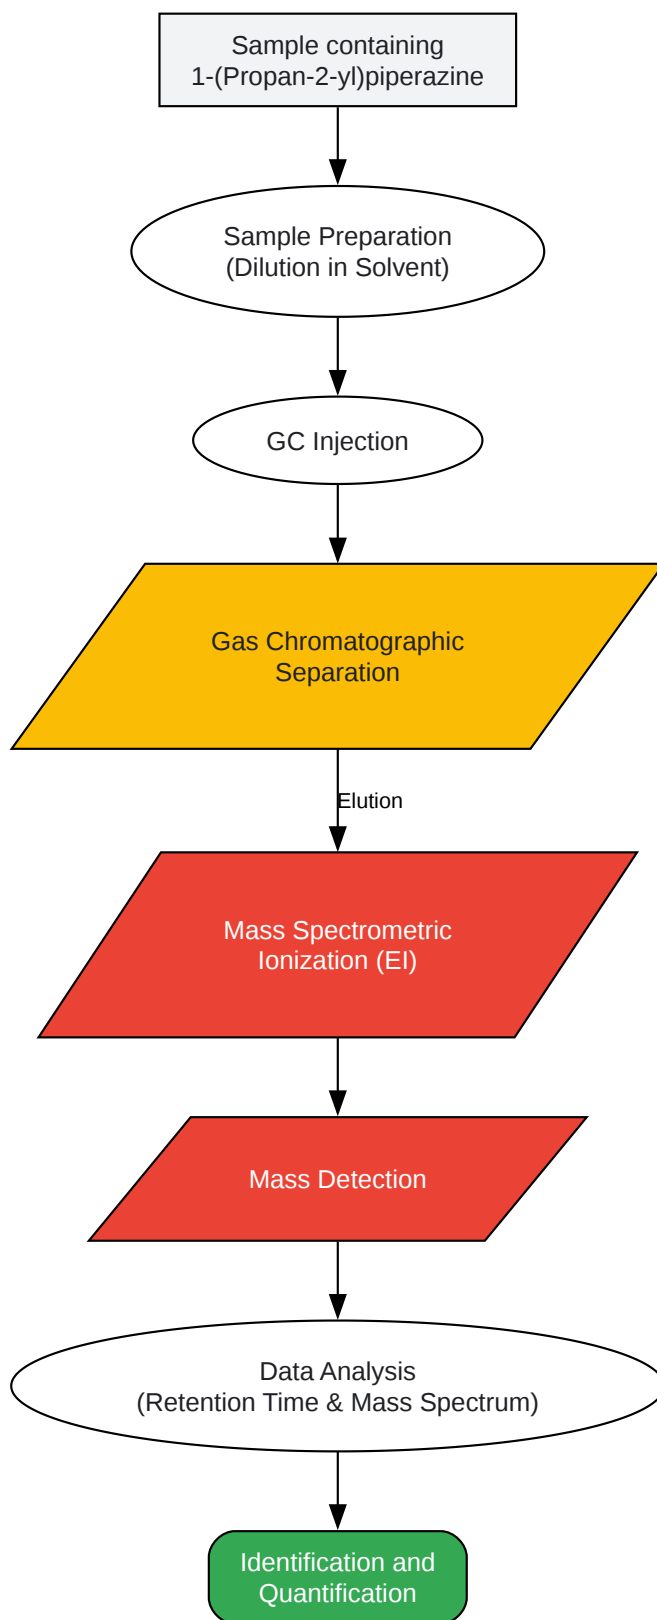 Sample containing
1-(Propan-2-yl)piperazine
Sample Preparation
(Dilution in Solvent)
GC Injection
Gas Chromatographic
Separation
Elution
Mass Spectrometric
Ionization (EI)
Mass Detection
Data Analysis
(Retention Time & Mass Spectrum)
Identification and
Quantification